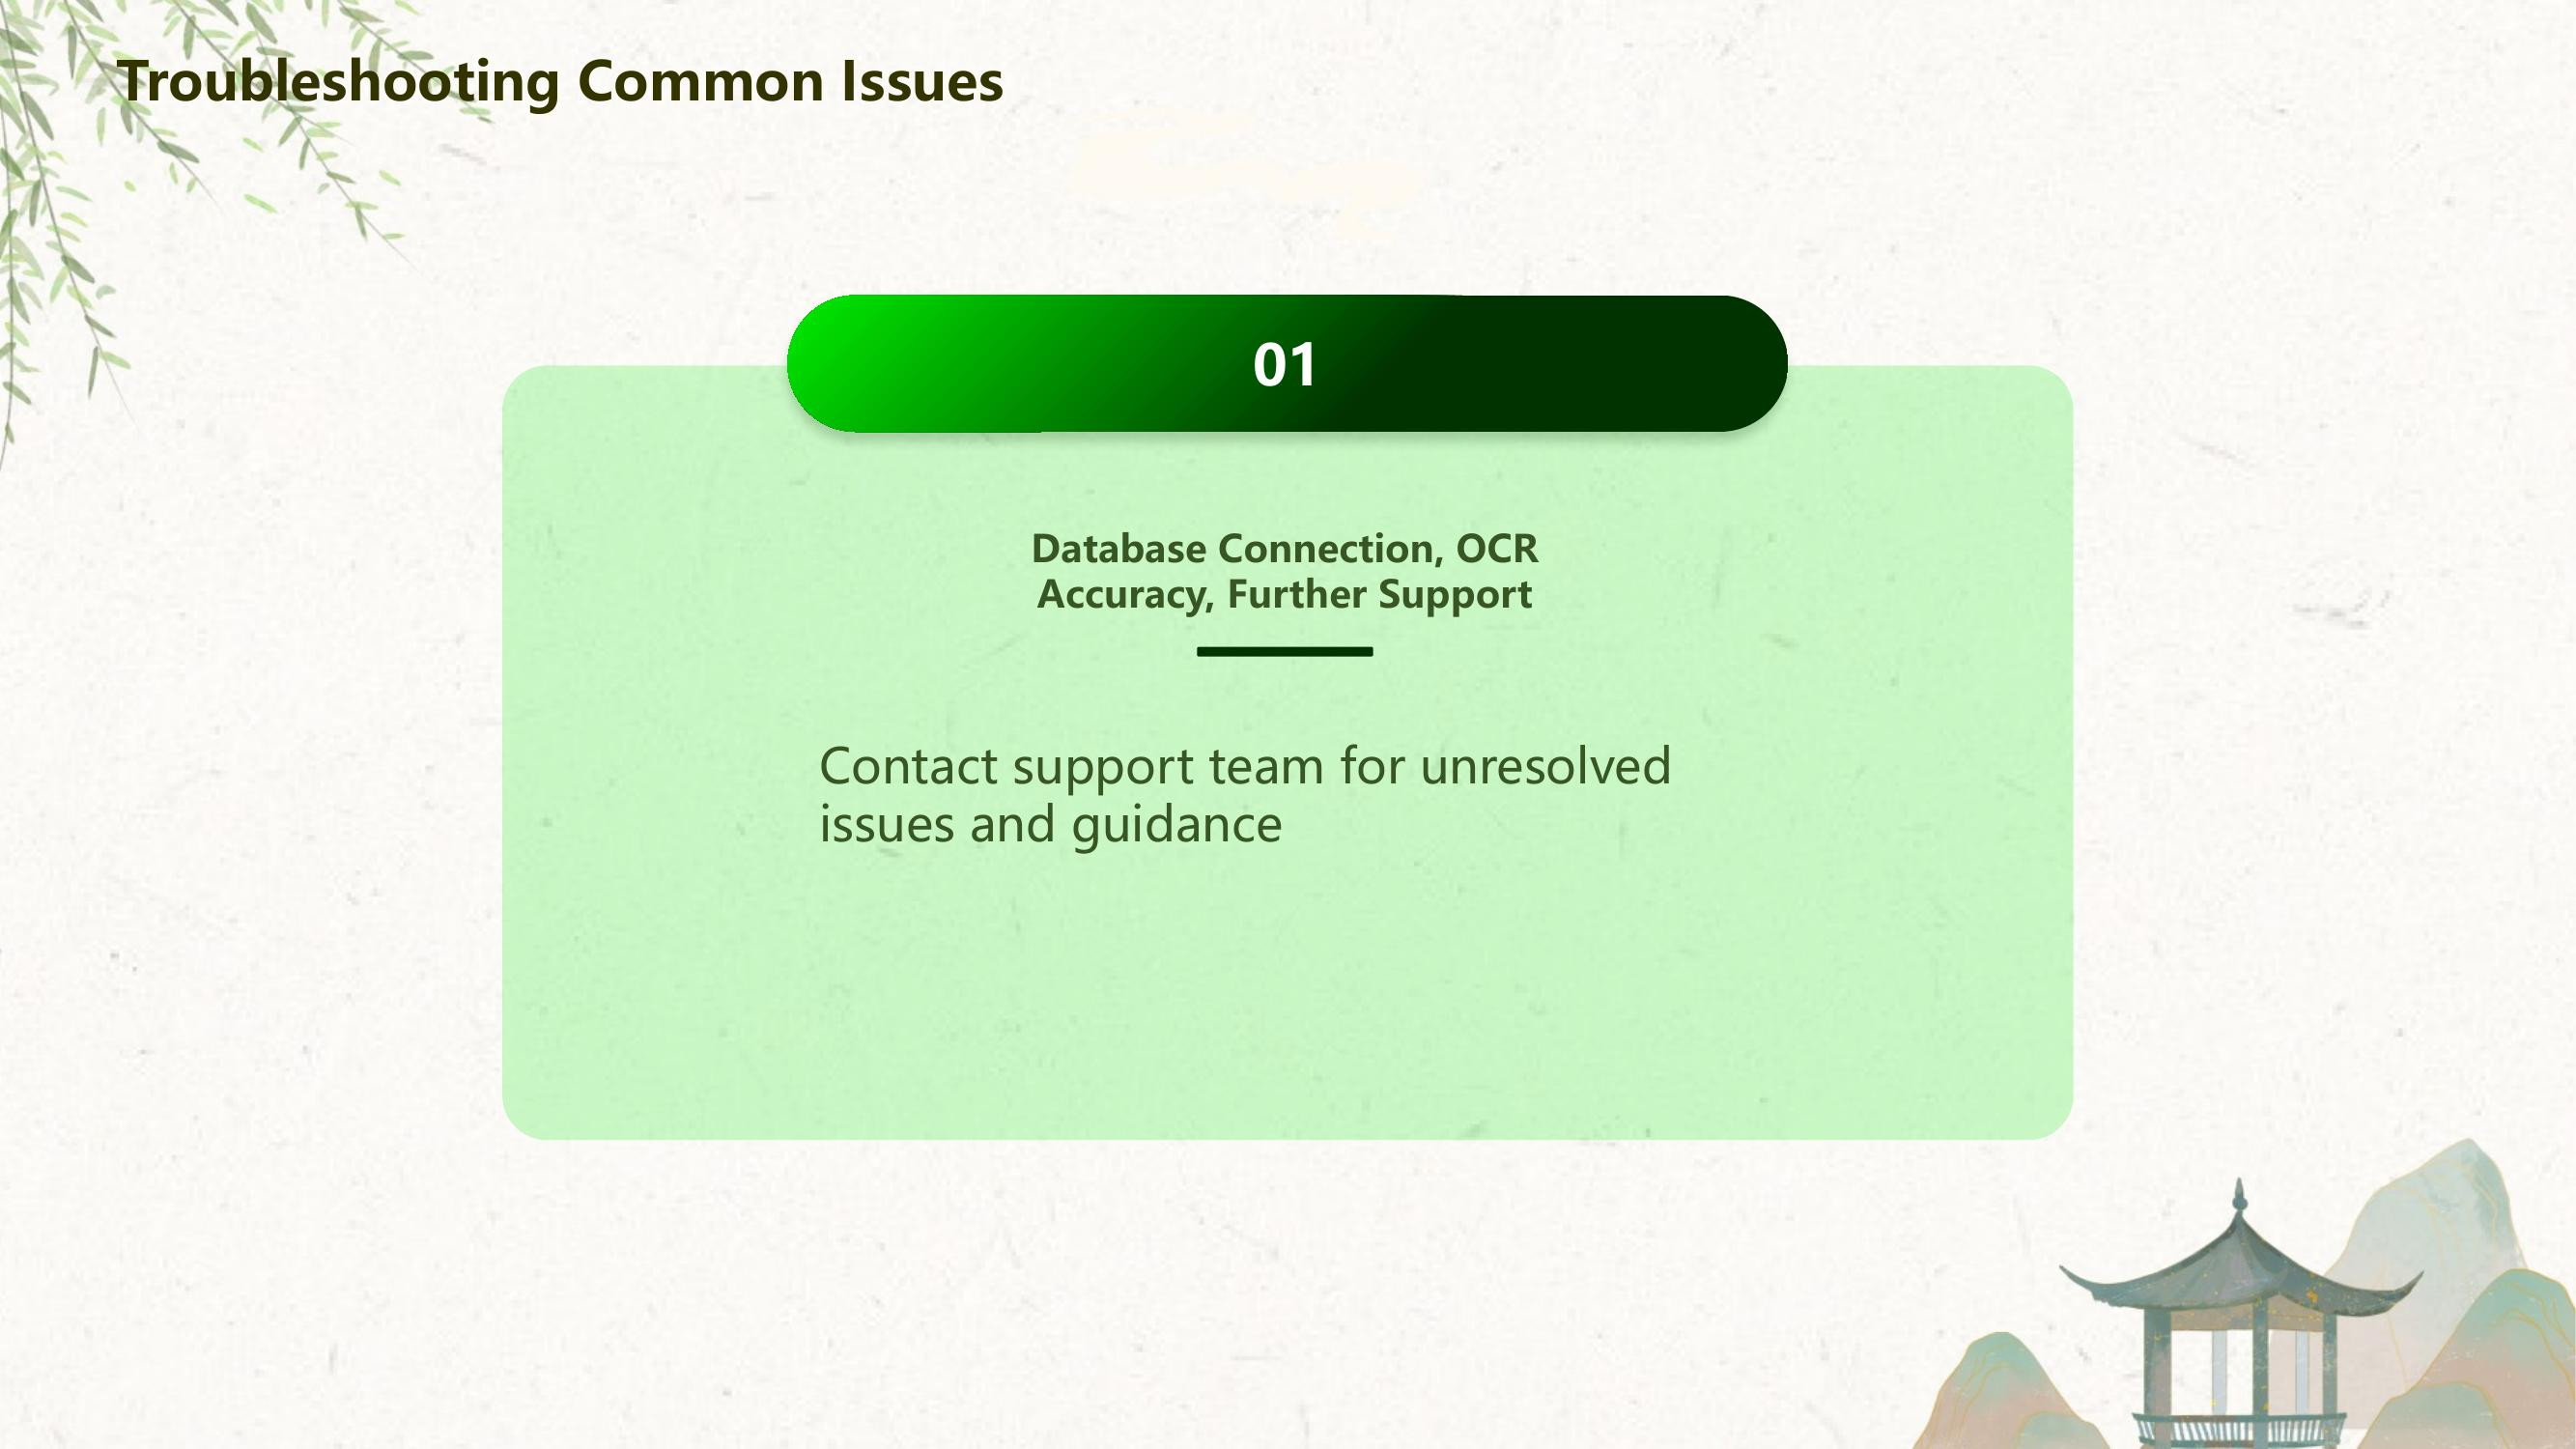 Troubleshooting Common Issues
01
Database Connection, OCR
Accuracy, Further Support
Contact support team for unresolved
issues and guidance